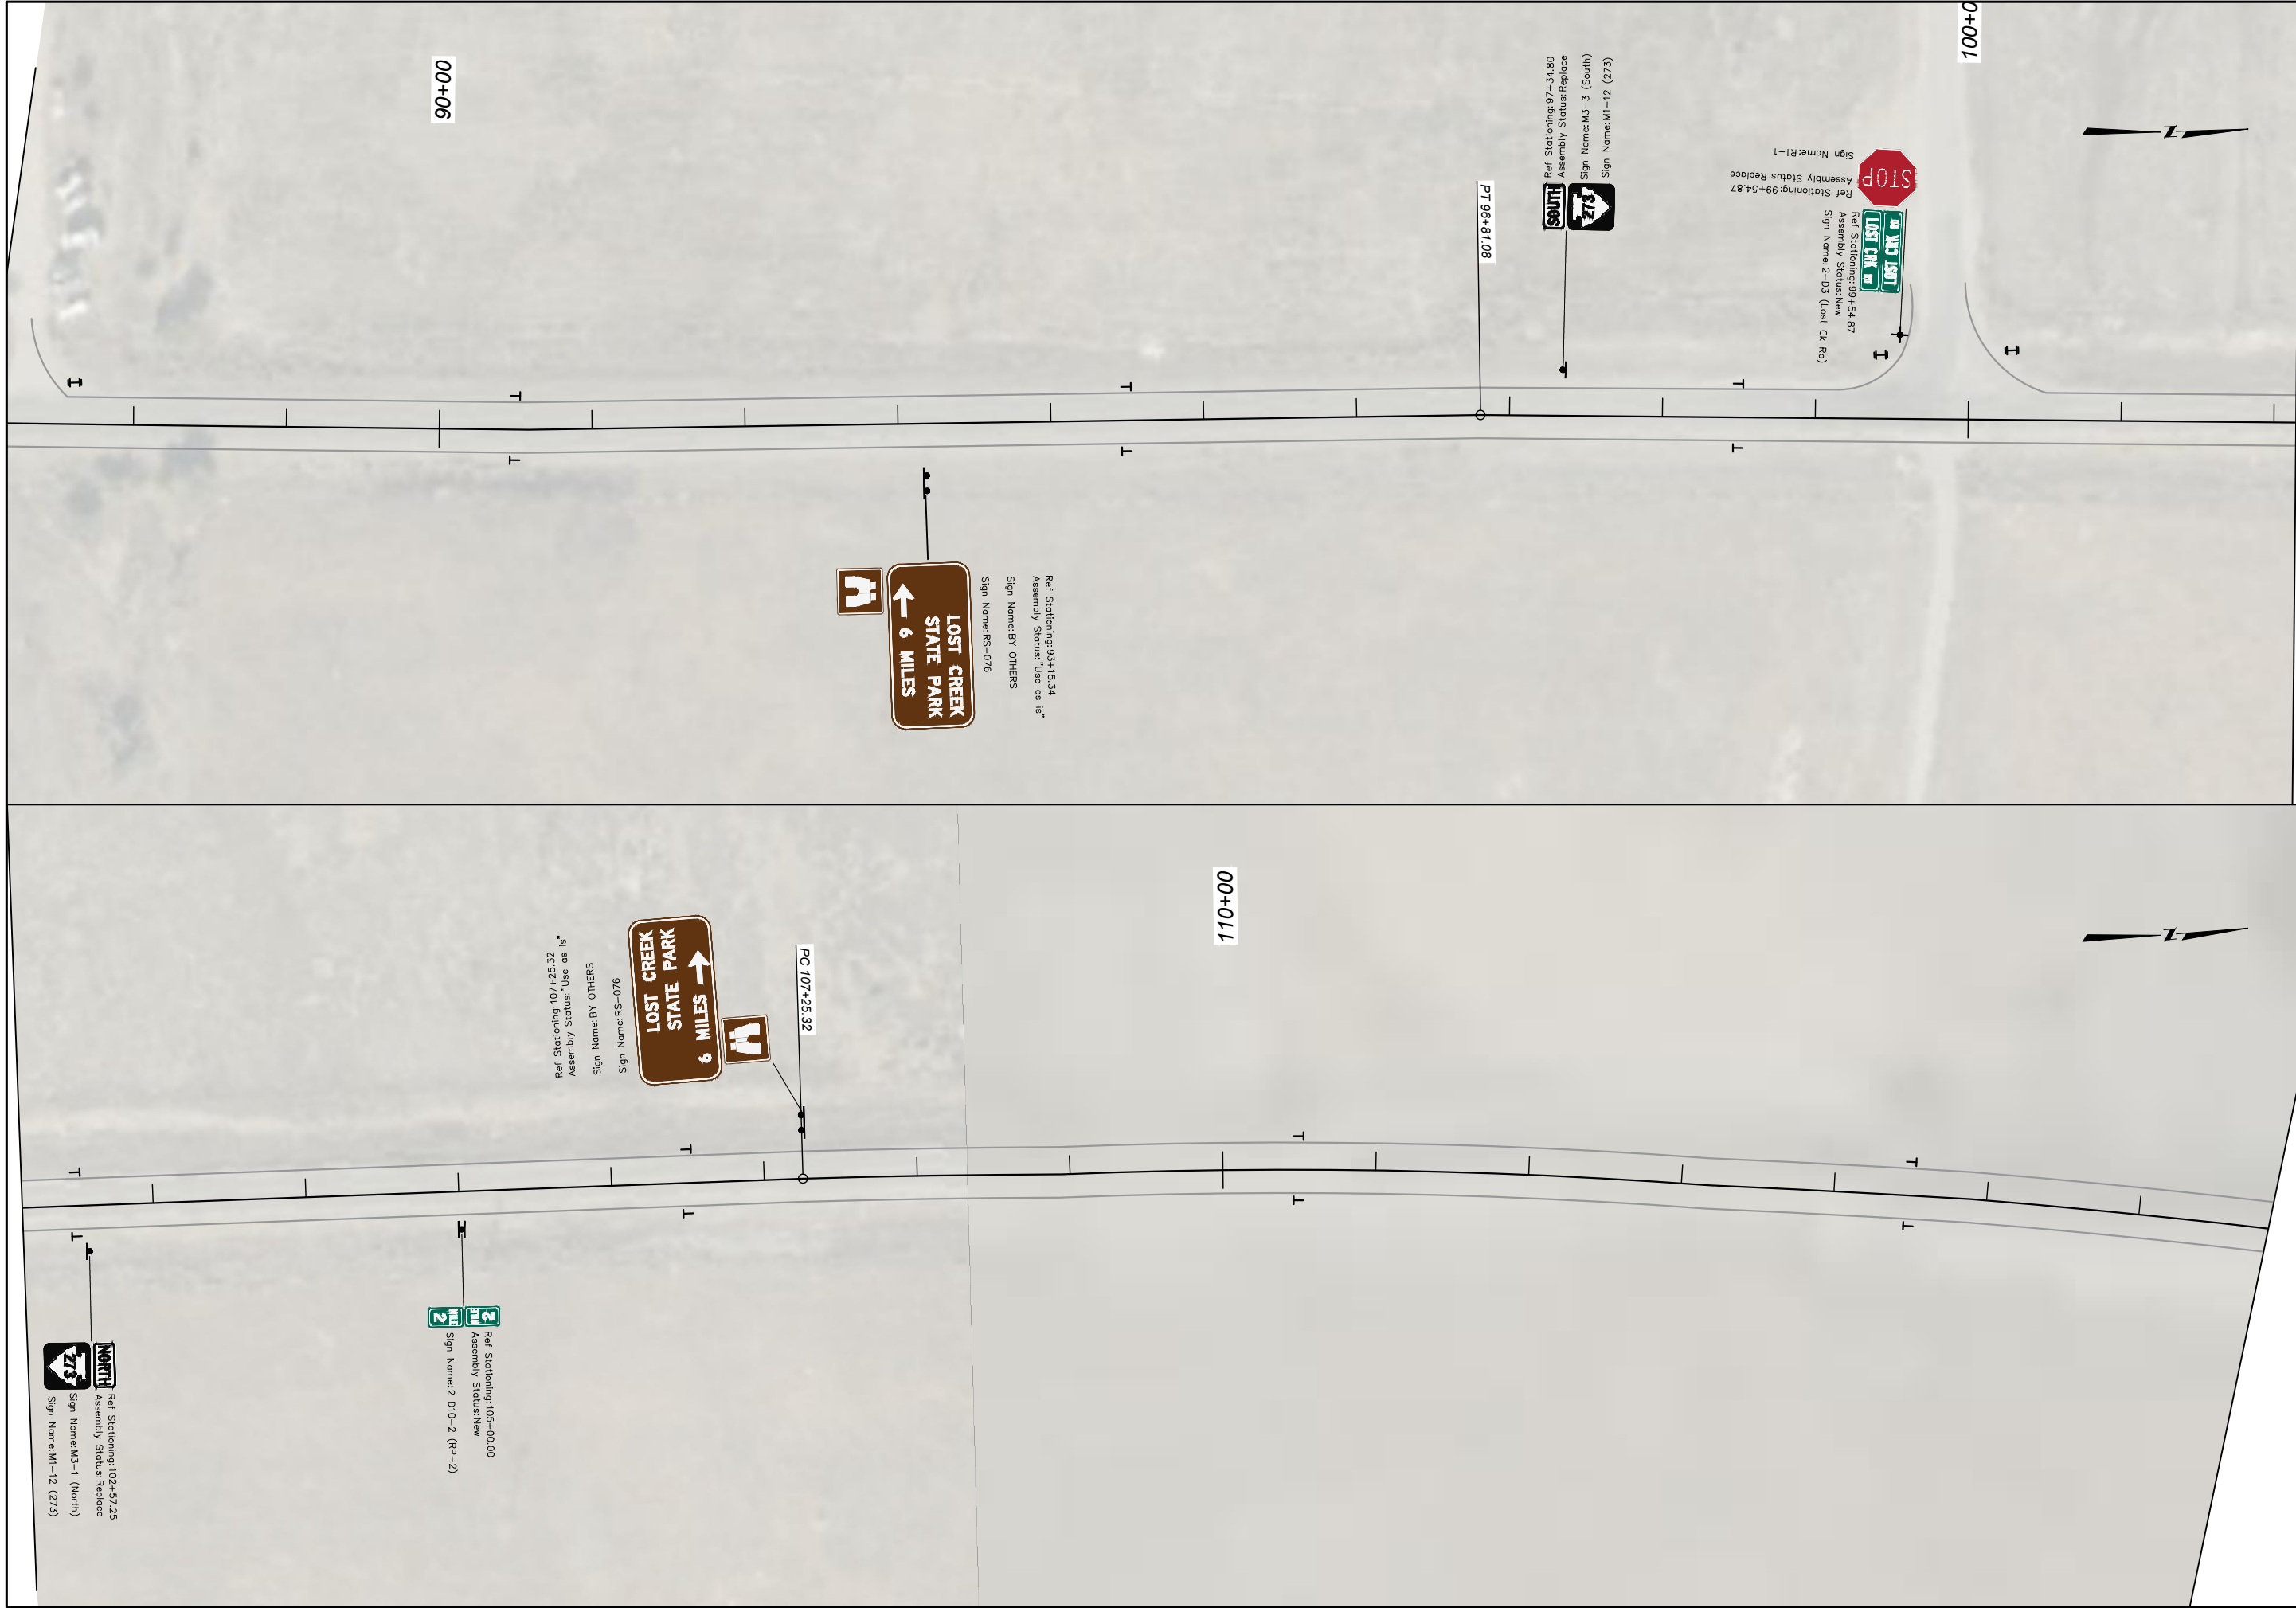 90+00
100+0
PT 96+81.08
Ref Stationing:97+34.80
Assembly Status:Replace
Sign Name:M3-3 (South)
Sign Name:M1-12 (273)
SOUTH
273
Sign Name:R1-1
Assembly Status:Replace
Ref Stationing:99+54.87
STOP
LOST CRK RD
LOST CRK RD
Ref Stationing:99+54.87
Assembly Status:New
Sign Name:2-D3 (Lost Ck Rd)
N
LOST CREEK
STATE PARK
← 6 MILES
Ref Stationing:93+15.34
Assembly Status:"Use as is"
Sign Name:BY OTHERS
Sign Name:RS-076
110+00
PC 107+25.32
Ref Stationing:107+25.32
Assembly Status:"Use as is"
Sign Name:BY OTHERS
Sign Name:RS-076
LOST CREEK
STATE PARK
6 MILES →
N
NORTH
273
Ref Stationing:102+57.25
Assembly Status:Replace
Sign Name:M3-1 (North)
Sign Name:M1-12 (273)
MILE
2
MILE
2
Ref Stationing:105+00.00
Assembly Status:New
Sign Name:2 D10-2 (RP-2)